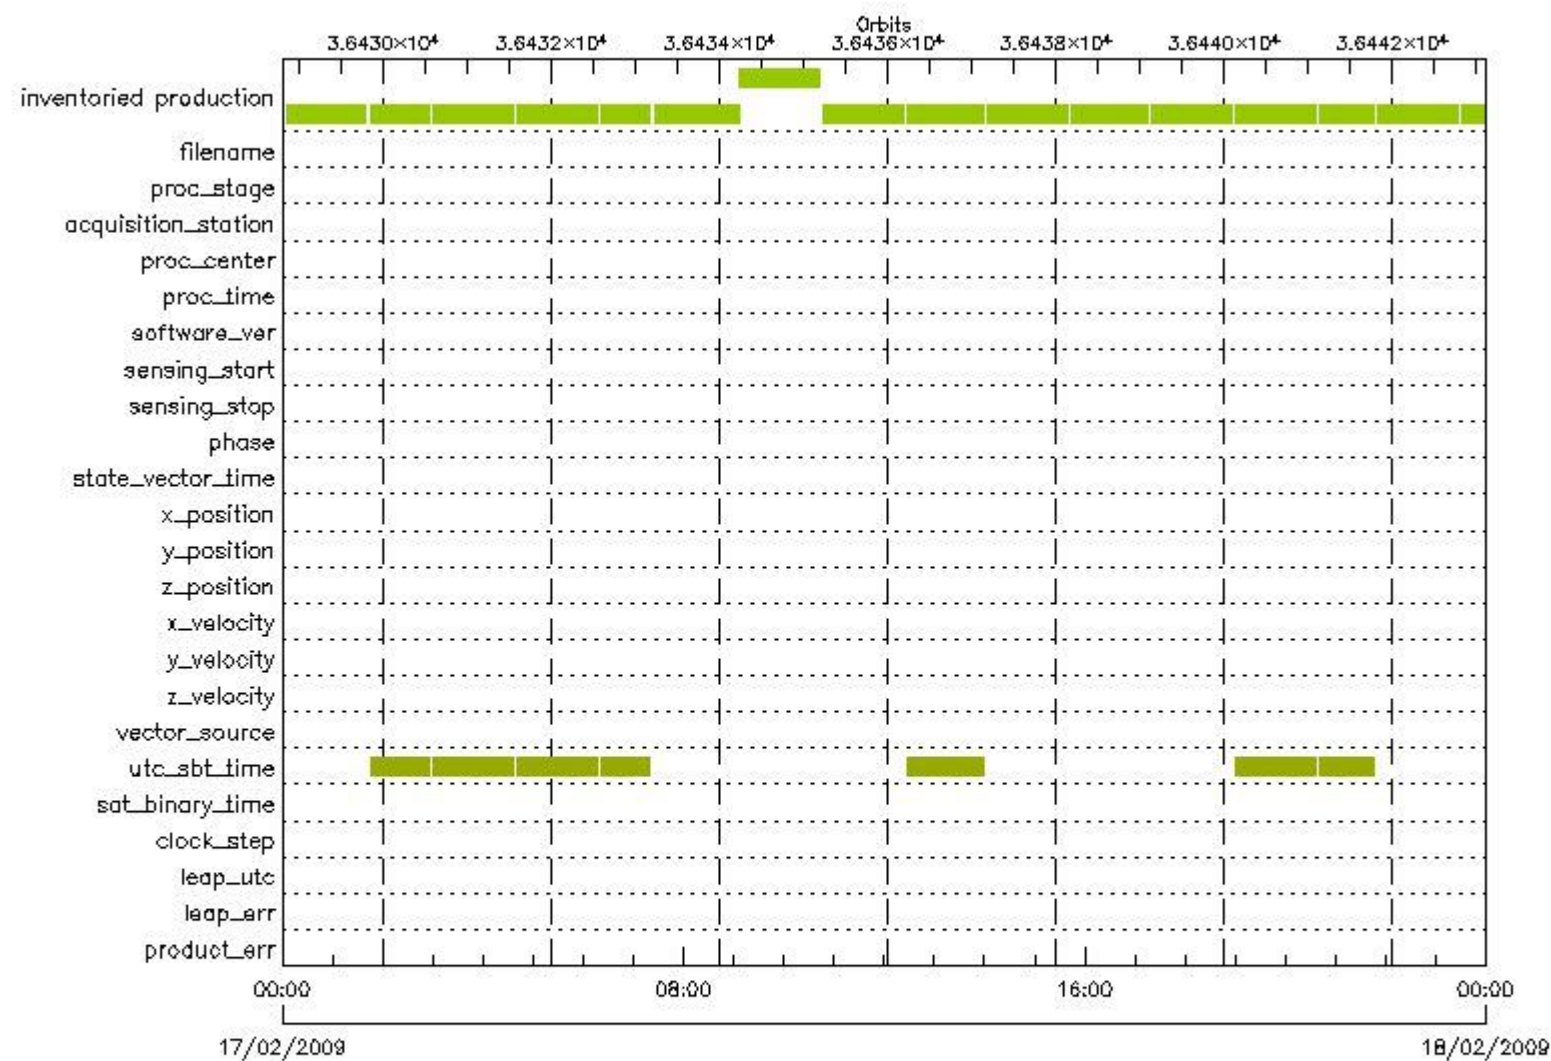 Orbits
3.6430×10⁴ 3.6432×10⁴ 3.6434×10⁴ 3.6436×10⁴ 3.6438×10⁴ 3.6440×10⁴ 3.6442×10⁴
inventoried production
filename
proc_stage
acquisition_station
proc_center
proc_time
software_ver
sensing_start
sensing_stop
phase
state_vector_time
x_position
y_position
z_position
x_velocity
y_velocity
z_velocity
vector_source
utc_sbt_time
sat_binary_time
clock_step
leap_utc
leap_err
product_err
00:00 08:00 16:00 00:00
17/02/2009 18/02/2009